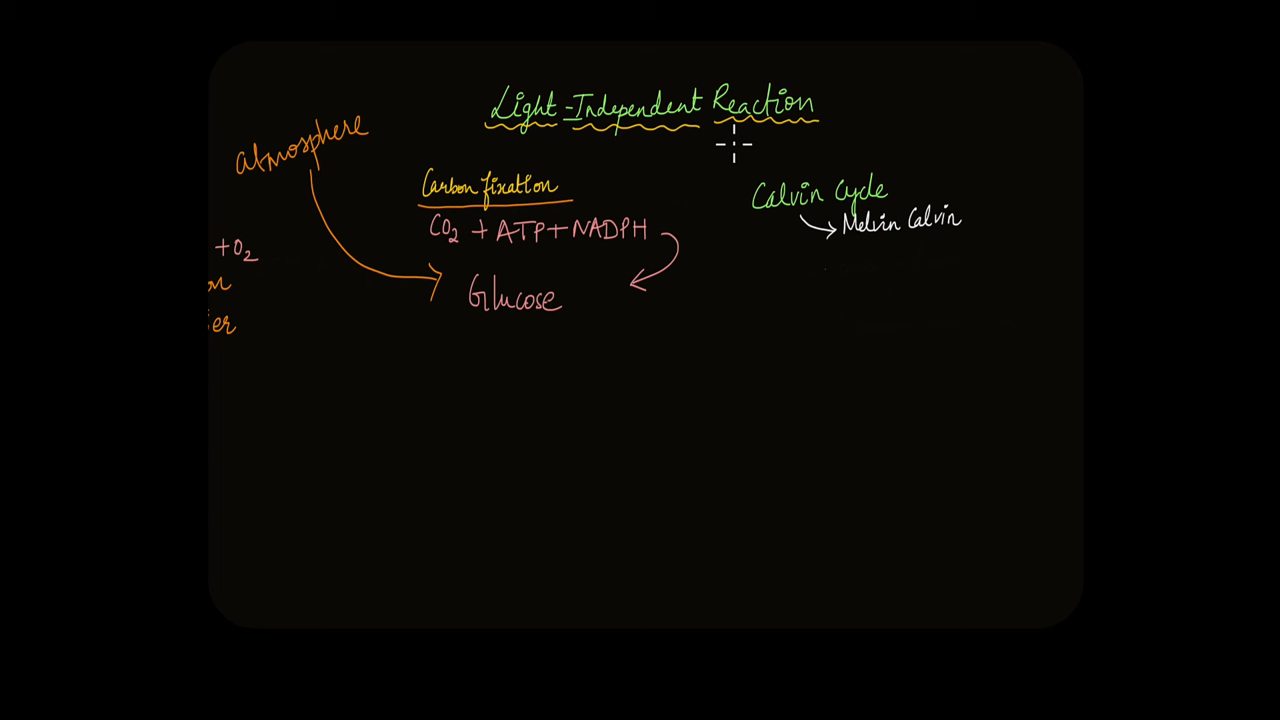 Light-Independent Reaction
atmosphere
Carbon fixation
CO2 + ATP + NADPH
Glucose
Calvin Cycle
Melvin Calvin
+O2